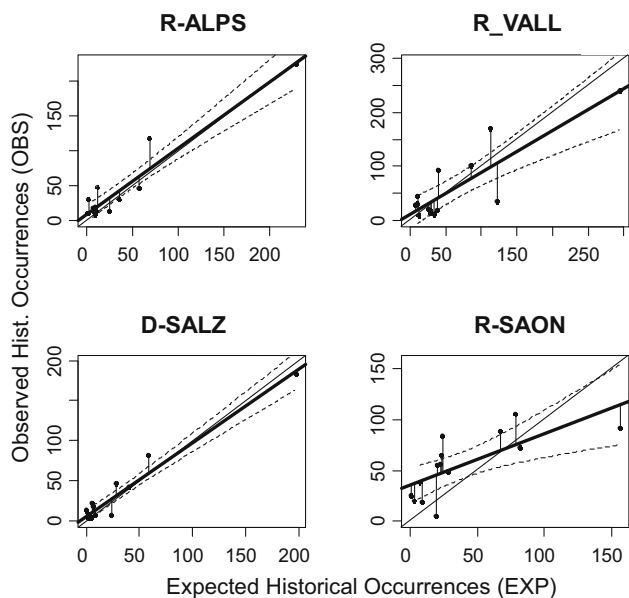 R-ALPS
R_VALL
150
50
0
0 50 100 200
300
200
100
0
0 50 150 250
Observed Hist. Occurrences (OBS)
D-SALZ
R-SAON
200
100
50
0
0 50 100 150 200
150
100
50
0
0 50 100 150
Expected Historical Occurrences (EXP)